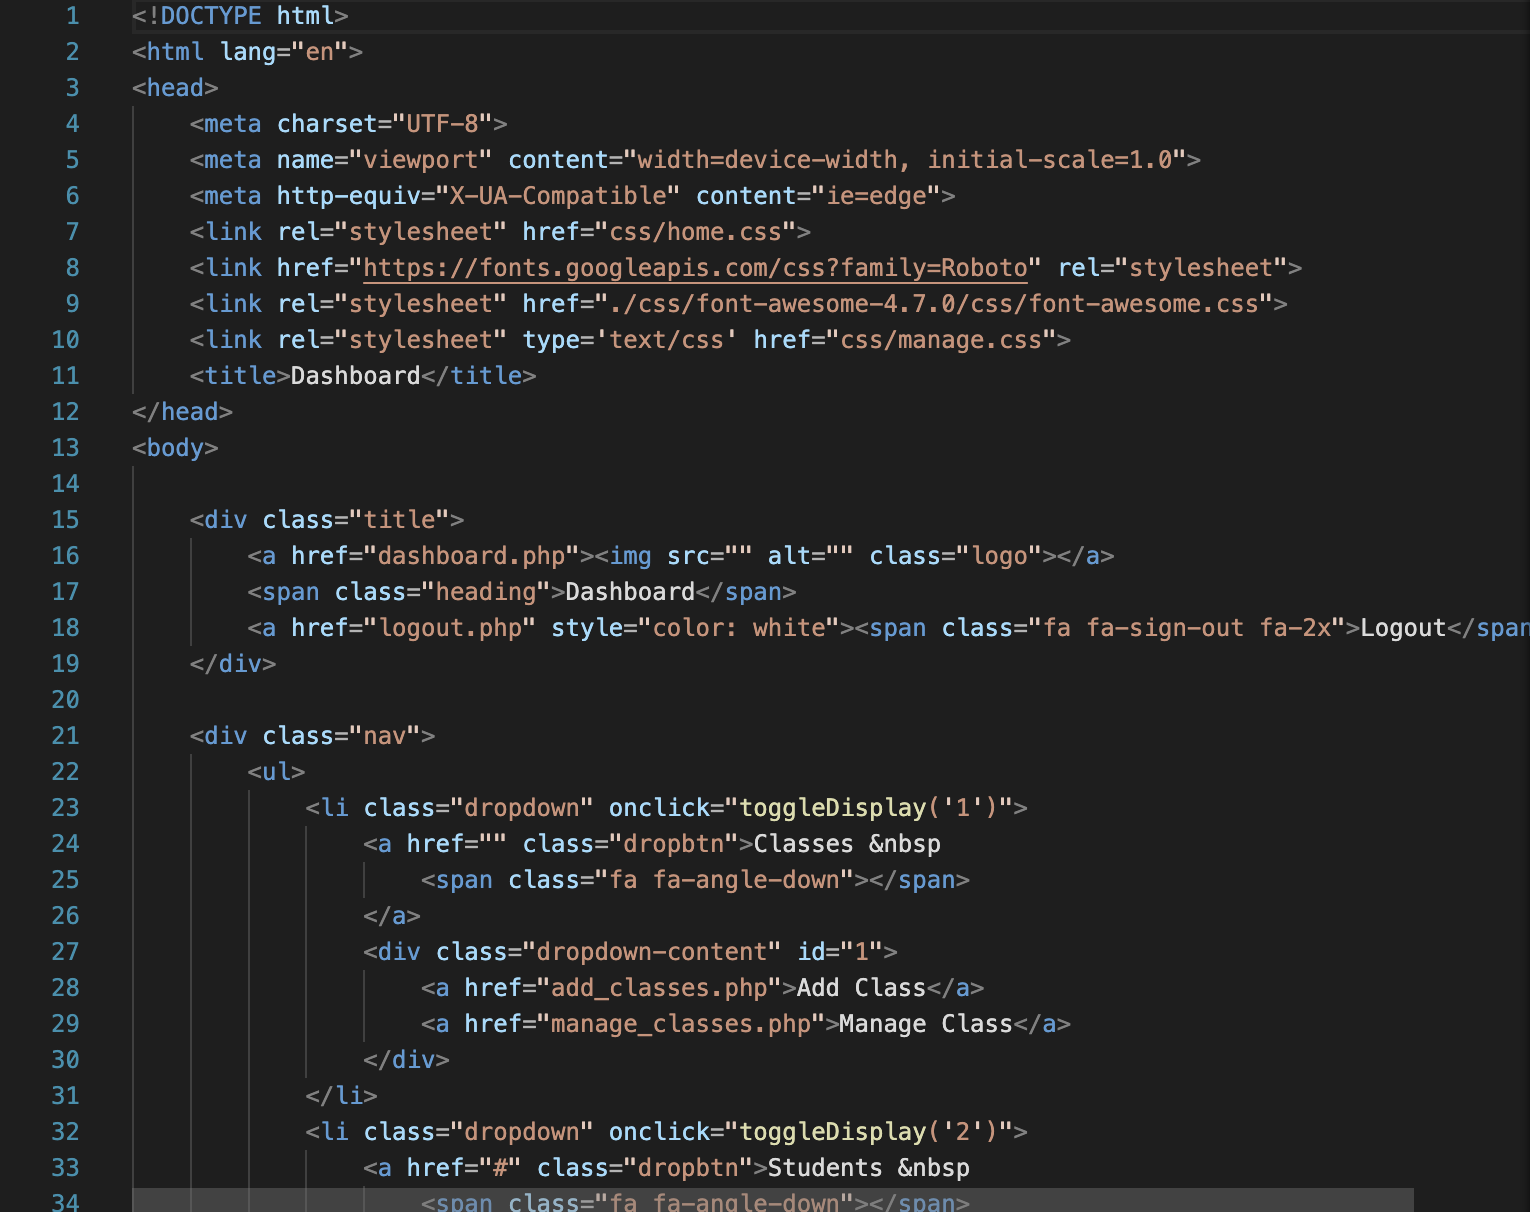 1 <!DOCTYPE html>
2 <html lang="en">
3 <head>
4 <meta charset="UTF-8">
5 <meta name="viewport" content="width=device-width, initial-scale=1.0">
6 <meta http-equiv="X-UA-Compatible" content="ie=edge">
7 <link rel="stylesheet" href="css/home.css">
8 <link href="https://fonts.googleapis.com/css?family=Roboto" rel="stylesheet">
9 <link rel="stylesheet" href="./css/font-awesome-4.7.0/css/font-awesome.css">
10 <link rel="stylesheet" type='text/css' href="css/manage.css">
11 <title>Dashboard</title>
12 </head>
13 <body>
14
15 <div class="title">
16 <a href="dashboard.php"><img src="" alt="" class="logo"></a>
17 <span class="heading">Dashboard</span>
18 <a href="logout.php" style="color: white"><span class="fa fa-sign-out fa-2x">Logout</span
19 </div>
20
21 <div class="nav">
22 <ul>
23 <li class="dropdown" onclick="toggleDisplay('1')">
24 <a href="" class="dropbtn">Classes &nbsp
25 <span class="fa fa-angle-down"></span>
26 </a>
27 <div class="dropdown-content" id="1">
28 <a href="add_classes.php">Add Class</a>
29 <a href="manage_classes.php">Manage Class</a>
30 </div>
31 </li>
32 <li class="dropdown" onclick="toggleDisplay('2')">
33 <a href="#" class="dropbtn">Students &nbsp
34 <span class="fa fa-angle-down"></span>